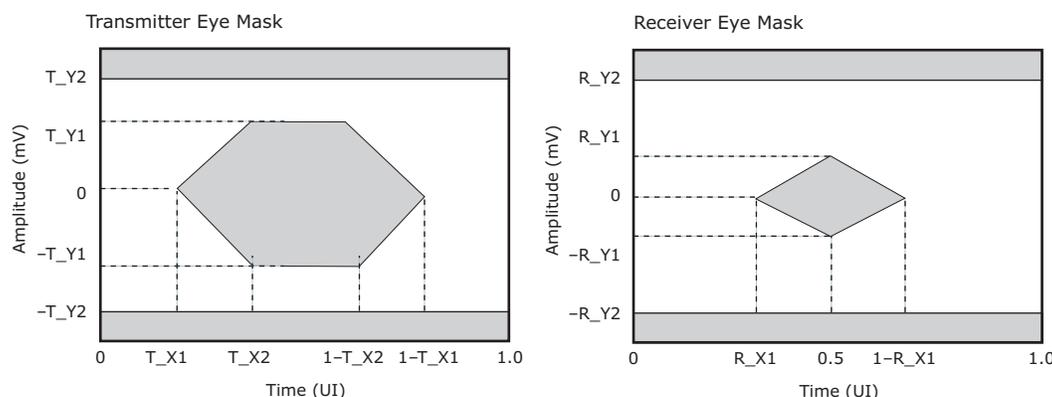 Transmitter Eye Mask
T_Y2
T_Y1
0
–T_Y1
–T_Y2
Amplitude (mV)
0 T_X1 T_X2 1–T_X2 1–T_X1 1.0
Time (UI)
Receiver Eye Mask
R_Y2
R_Y1
0
–R_Y1
–R_Y2
Amplitude (mV)
0 R_X1 0.5 1–R_X1 1.0
Time (UI)